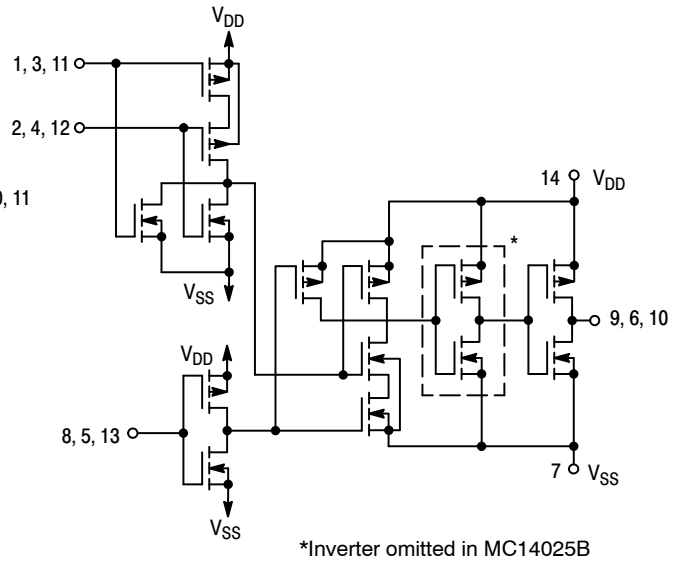 V_DD
1, 3, 11
2, 4, 12
, 11
V_SS
14 V_DD
*
9, 6, 10
V_DD
8, 5, 13
V_SS
7 V_SS
*Inverter omitted in MC14025B